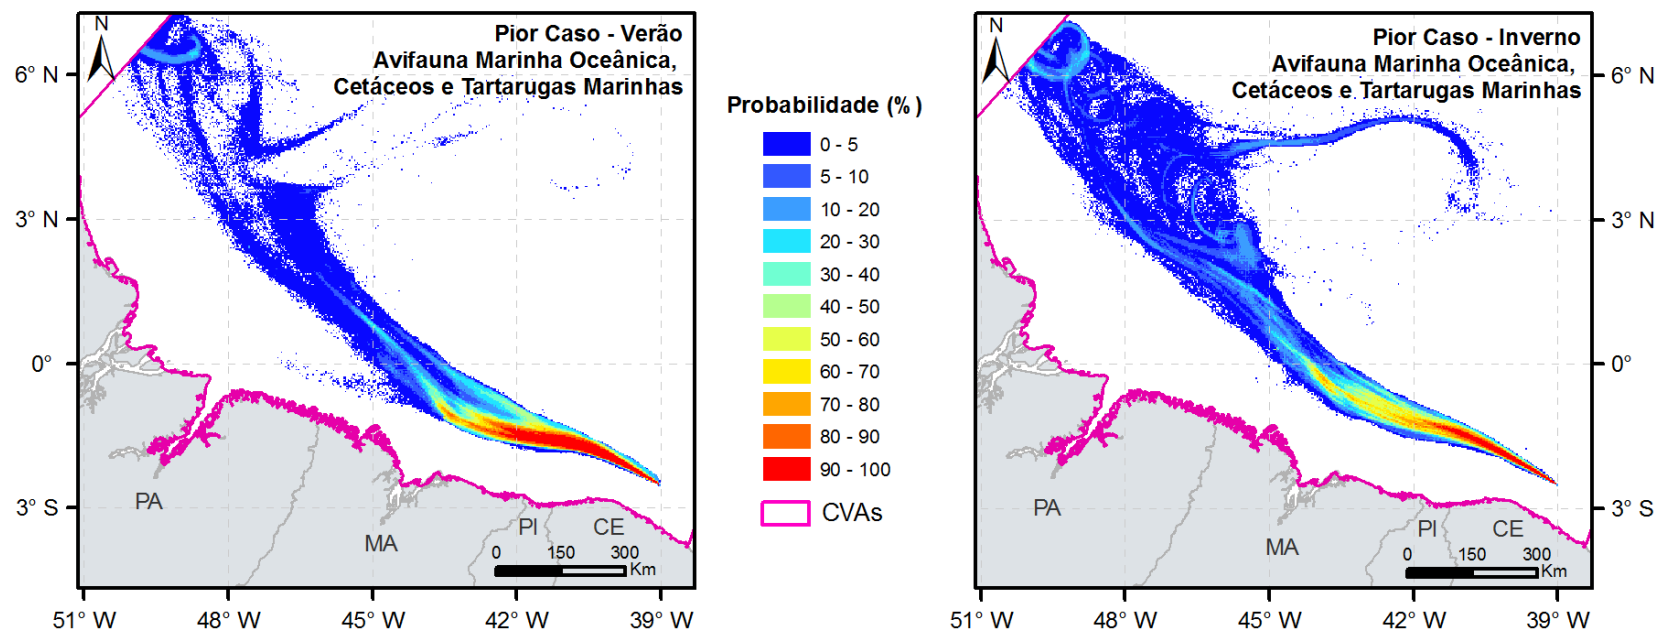 N
Pior Caso - Verão
Avifauna Marinha Oceânica,
Cetáceos e Tartarugas Marinhas
6° N
3° N
0°
3° S
PA
MA
PI
CE
0 150 300
Km
51° W 48° W 45° W 42° W 39° W
Probabilidade (%)
0 - 5
5 - 10
10 - 20
20 - 30
30 - 40
40 - 50
50 - 60
60 - 70
70 - 80
80 - 90
90 - 100
CVAs
N
Pior Caso - Inverno
Avifauna Marinha Oceânica,
Cetáceos e Tartarugas Marinhas
6° N
3° N
0°
3° S
PA
MA
PI
CE
0 150 300
Km
51° W 48° W 45° W 42° W 39° W